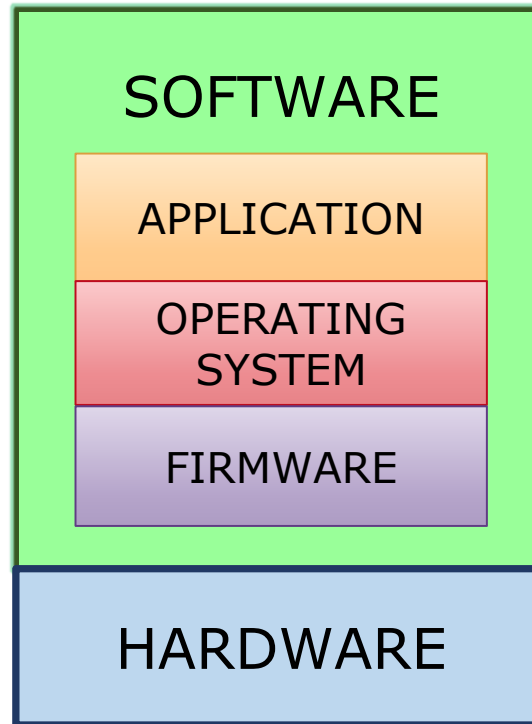 SOFTWARE
APPLICATION
OPERATING
SYSTEM
FIRMWARE
HARDWARE